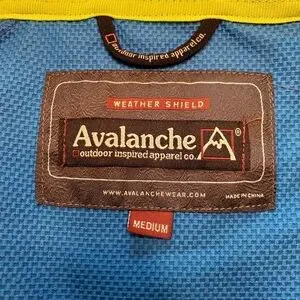 outdoor inspired apparel co.
WEATHER SHIELD
Avalanche®
outdoor inspired apparel co.
WWW.AVALANCHEWEAR.COM
MADE IN CHINA
MEDIUM